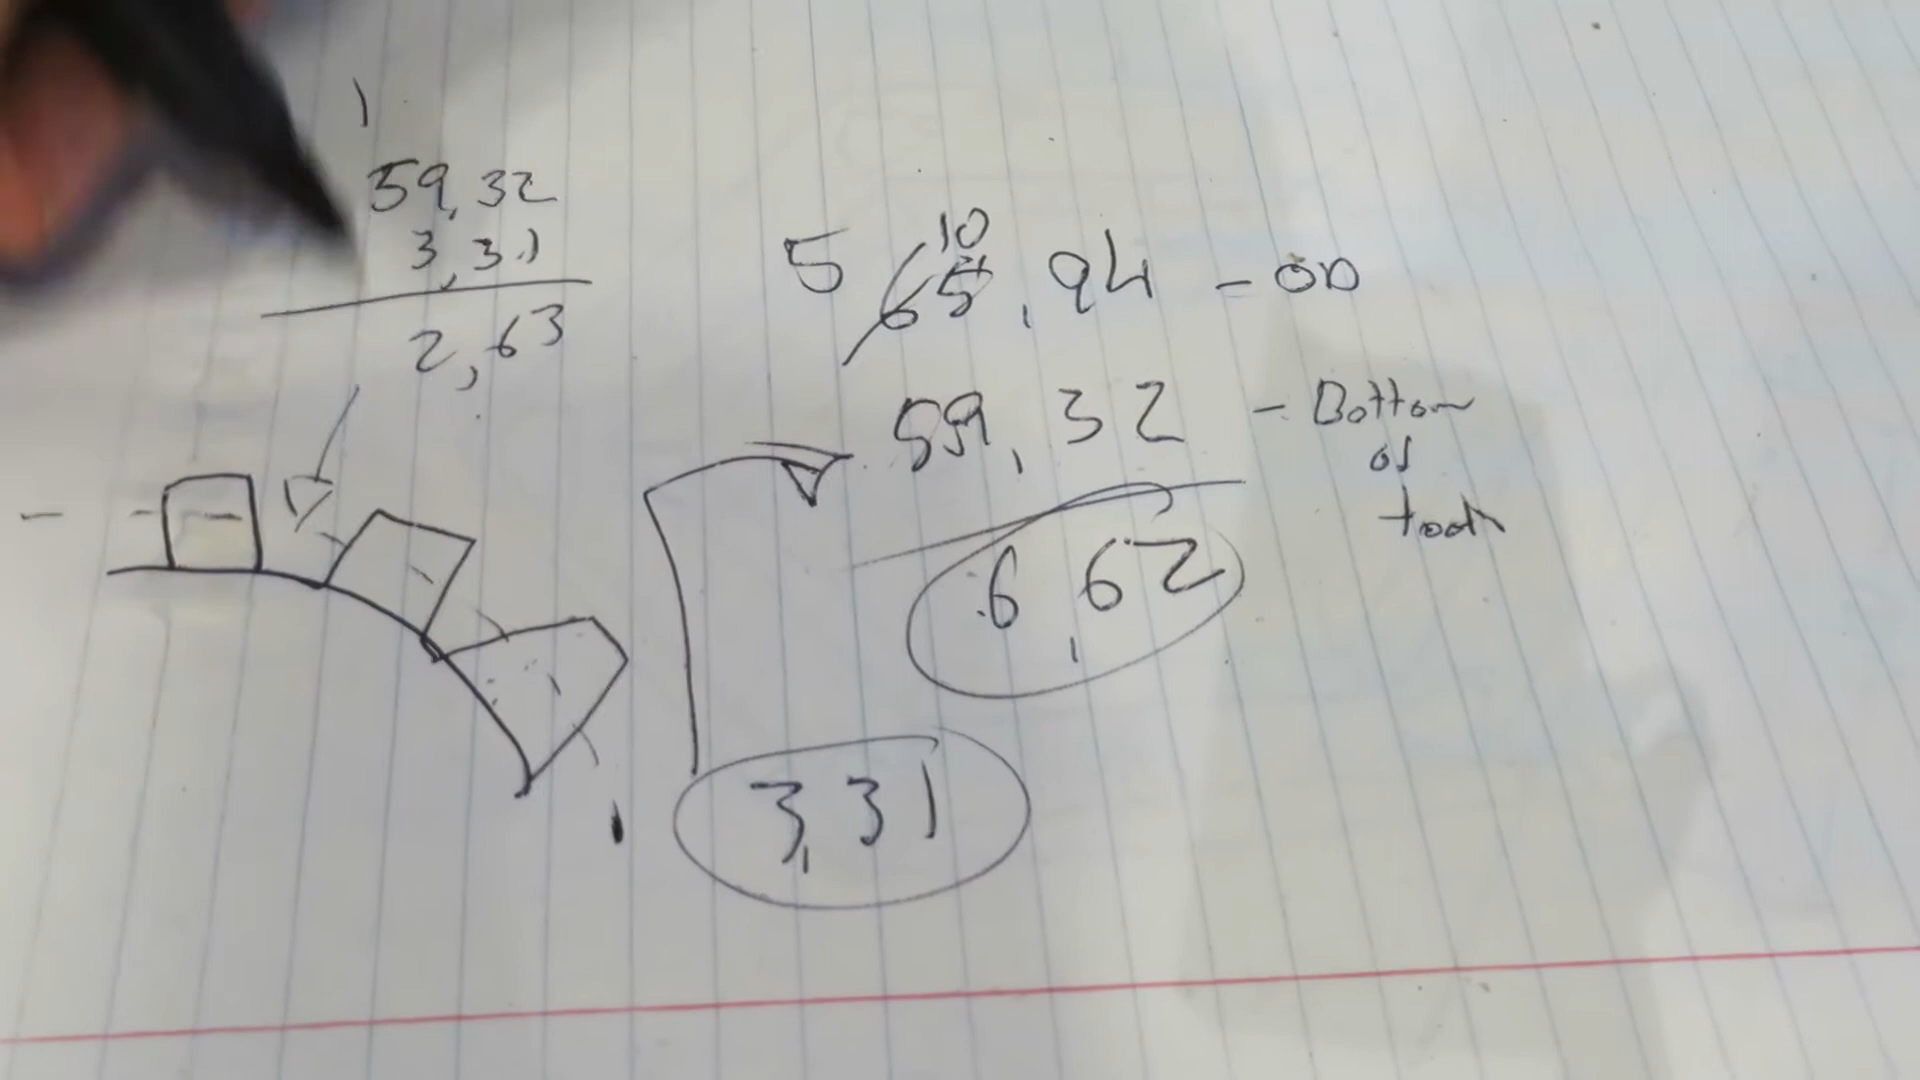 1
59,32
3,31
2,63
10
5 65,94 - OD
59,32 - Bottom
of
tooth
6,62
3,31